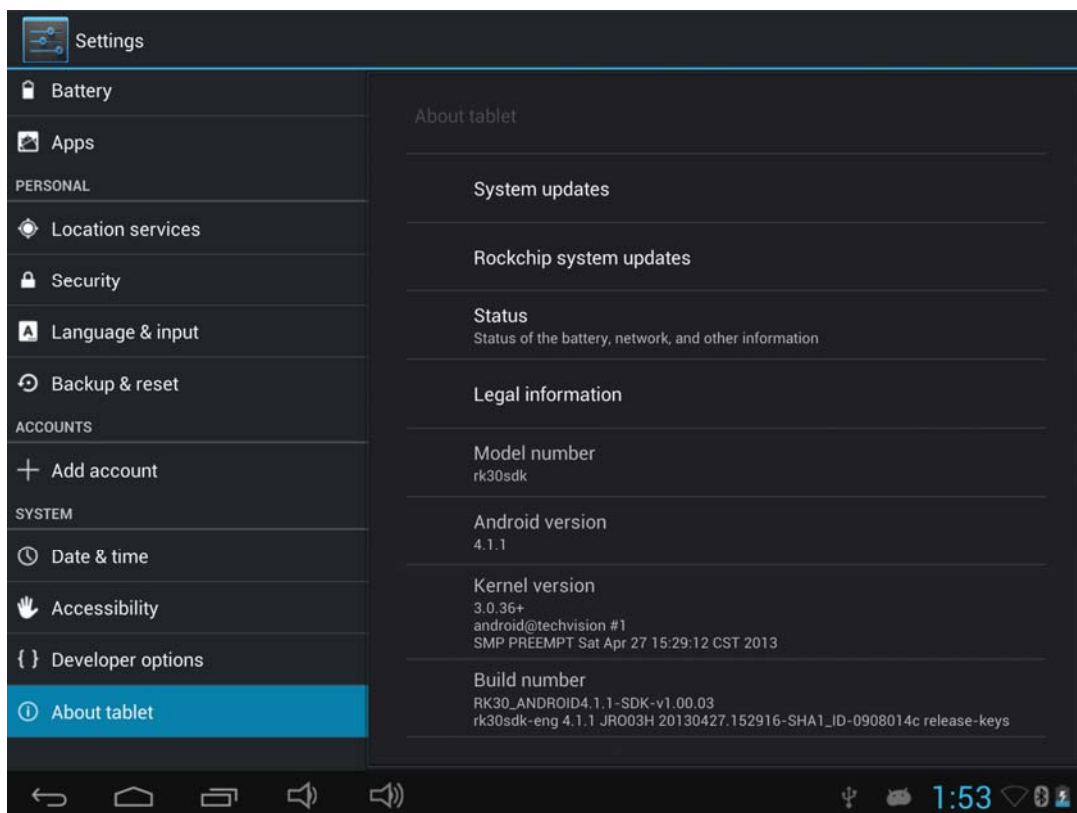 Settings
Battery
Apps
PERSONAL
Location services
Security
Language & input
Backup & reset
ACCOUNTS
Add account
SYSTEM
Date & time
Accessibility
{ } Developer options
About tablet
About tablet
System updates
Rockchip system updates
Status
Status of the battery, network, and other information
Legal information
Model number
rk30sdk
Android version
4.1.1
Kernel version
3.0.36+
android@techvision #1
SMP PREEMPT Sat Apr 27 15:29:12 CST 2013
Build number
RK30_ANDROID4.1.1-SDK-v1.00.03
rk30sdk-eng 4.1.1 JRO03H 20130427.152916-SHA1_ID-0908014c release-keys
1:53